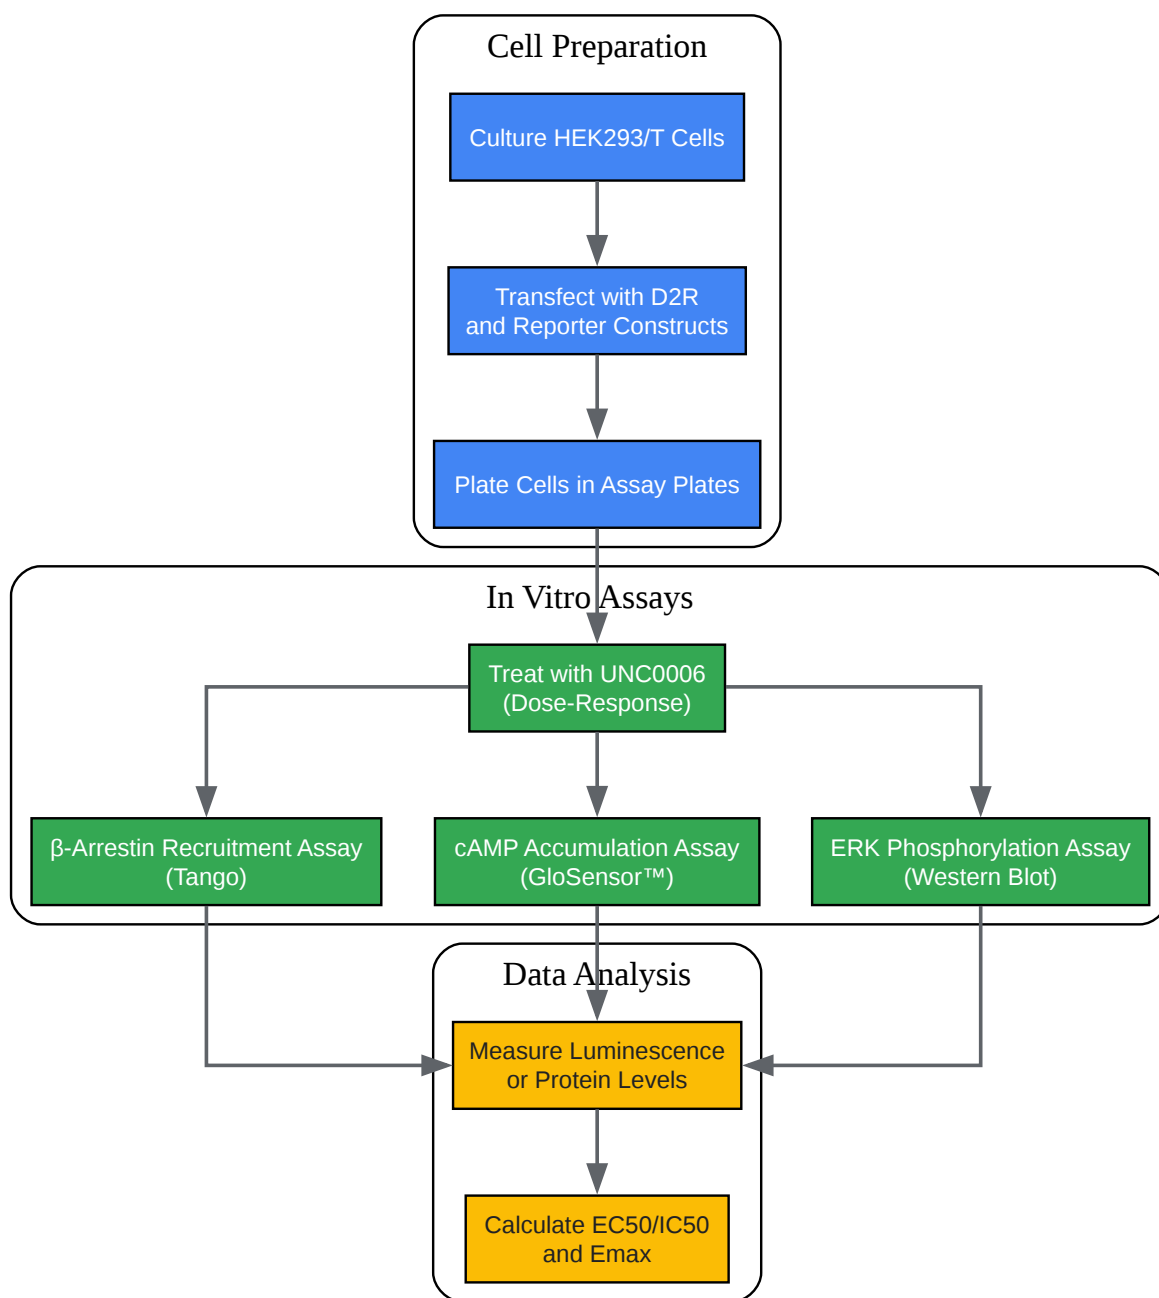 Cell Preparation
Culture HEK293/T Cells
Transfect with D2R
and Reporter Constructs
Plate Cells in Assay Plates
In Vitro Assays
Treat with UNC0006
(Dose-Response)
β-Arrestin Recruitment Assay
(Tango)
cAMP Accumulation Assay
(GloSensor™)
ERK Phosphorylation Assay
(Western Blot)
Data Analysis
Measure Luminescence
or Protein Levels
Calculate EC50/IC50
and Emax